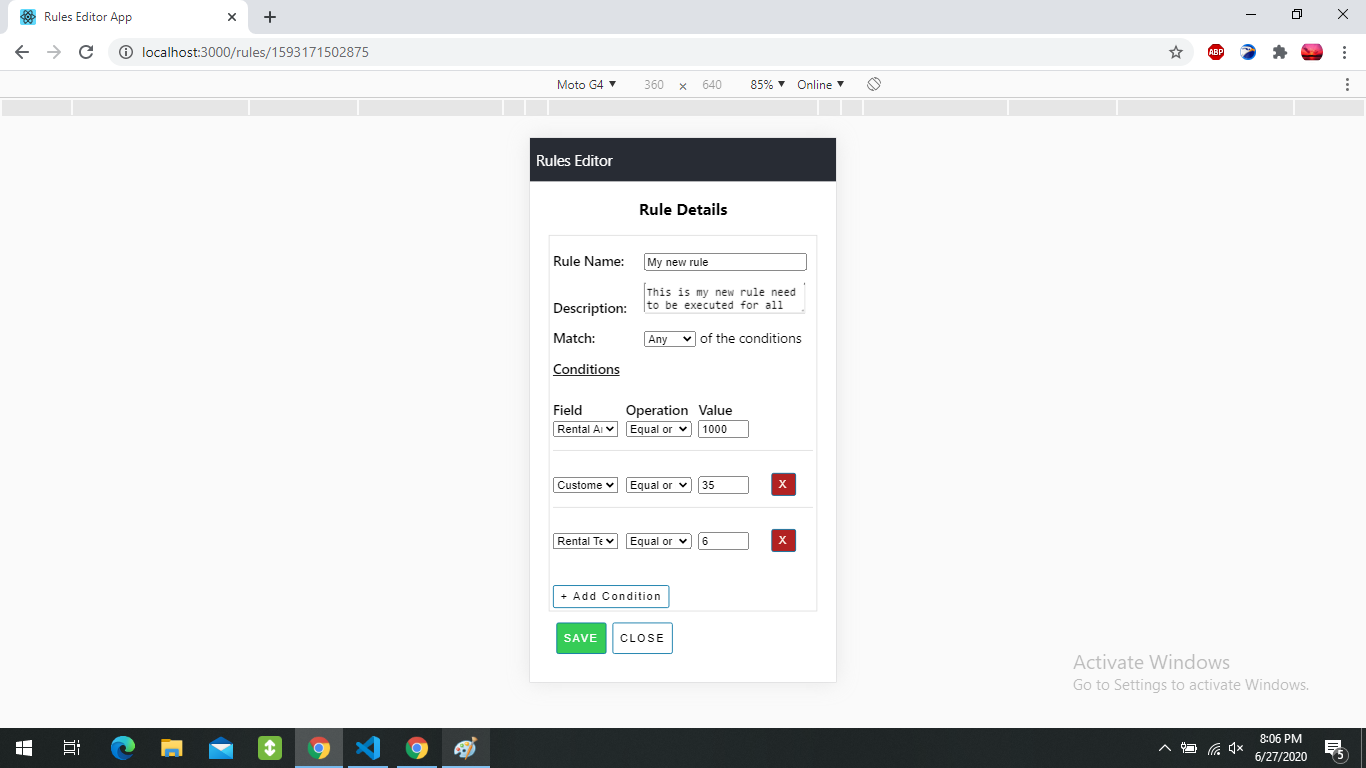 Rules Editor App
localhost:3000/rules/1593171502875
ABP
Moto G4 360 × 640 85% Online
Rules Editor
Rule Details
Rule Name: My new rule
Description: This is my new rule need
to be executed for all
Match: Any of the conditions
Conditions
Field Operation Value
Rental Equal or 1000
Custome Equal or 35 X
Rental Te Equal or 6 X
+ Add Condition
SAVE CLOSE
Activate Windows
Go to Settings to activate Windows.
8:06 PM
6/27/2020
5